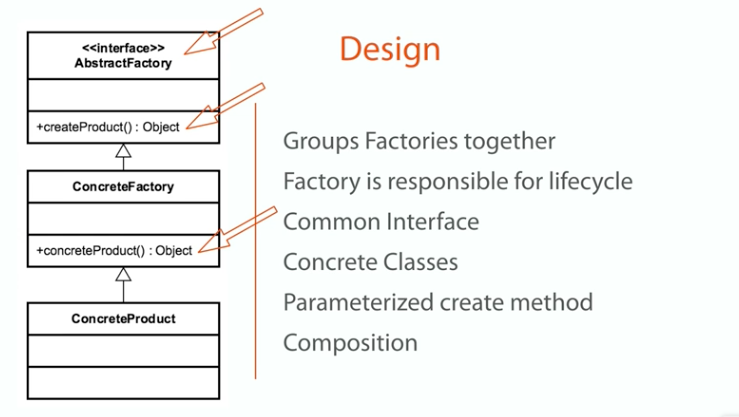 <<interface>>
AbstractFactory
+createProduct() : Object
ConcreteFactory
+concreteProduct() : Object
ConcreteProduct
Design
Groups Factories together
Factory is responsible for lifecycle
Common Interface
Concrete Classes
Parameterized create method
Composition